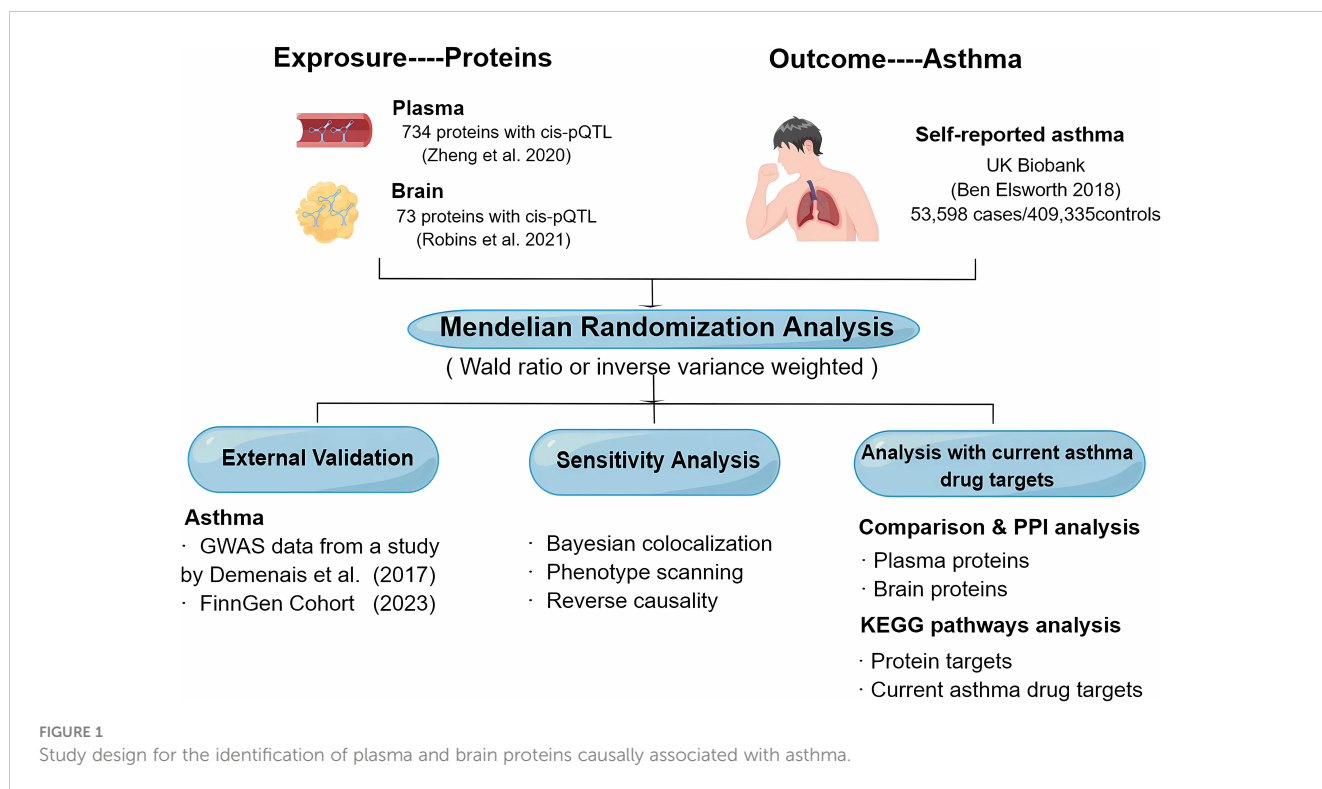 Exprosure----Proteins
Plasma
734 proteins with cis-pQTL
(Zheng et al. 2020)
Brain
73 proteins with cis-pQTL
(Robins et al. 2021)
Outcome----Asthma
Self-reported asthma
UK Biobank
(Ben Elsworth 2018)
53,598 cases/409,335controls
Mendelian Randomization Analysis
( Wald ratio or inverse variance weighted )
External Validation
Asthma
· GWAS data from a study
by Demenais et al. (2017)
· FinnGen Cohort (2023)
Sensitivity Analysis
· Bayesian colocalization
· Phenotype scanning
· Reverse causality
Analysis with current asthma
drug targets
Comparison & PPI analysis
· Plasma proteins
· Brain proteins
KEGG pathways analysis
· Protein targets
· Current asthma drug targets
FIGURE 1
Study design for the identification of plasma and brain proteins causally associated with asthma.